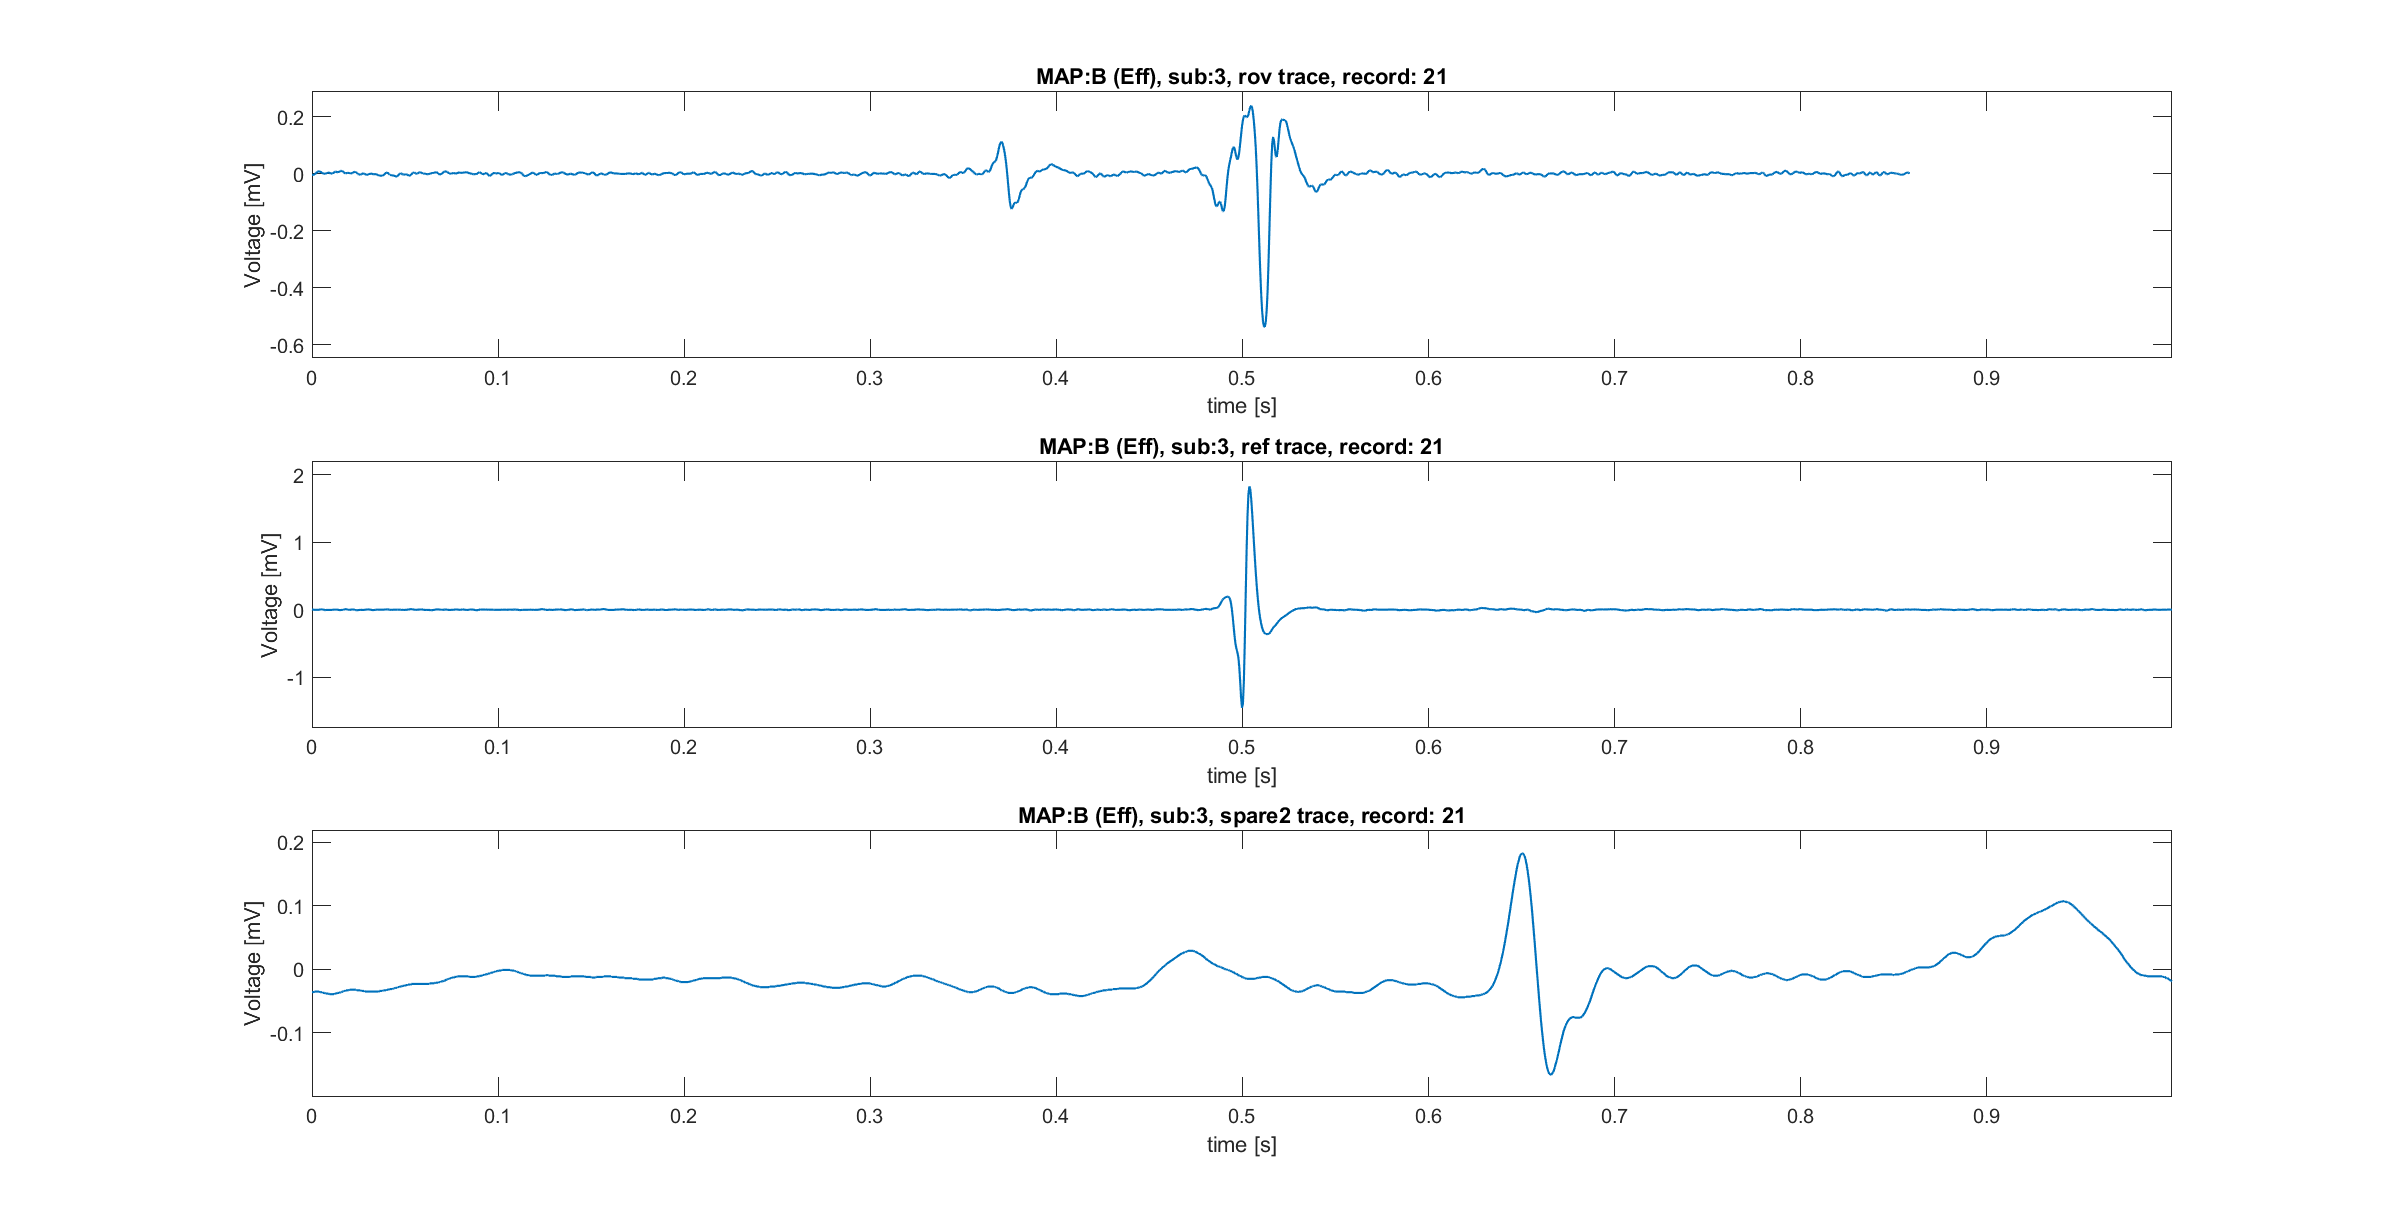 MAP:B (Eff), sub:3, rov trace, record: 21
Voltage [mV]
0.2
0
-0.2
-0.4
-0.6
0 0.1 0.2 0.3 0.4 0.5 0.6 0.7 0.8 0.9
time [s]
MAP:B (Eff), sub:3, ref trace, record: 21
Voltage [mV]
2
1
0
-1
0 0.1 0.2 0.3 0.4 0.5 0.6 0.7 0.8 0.9
time [s]
MAP:B (Eff), sub:3, spare2 trace, record: 21
Voltage [mV]
0.2
0.1
0
-0.1
0 0.1 0.2 0.3 0.4 0.5 0.6 0.7 0.8 0.9
time [s]